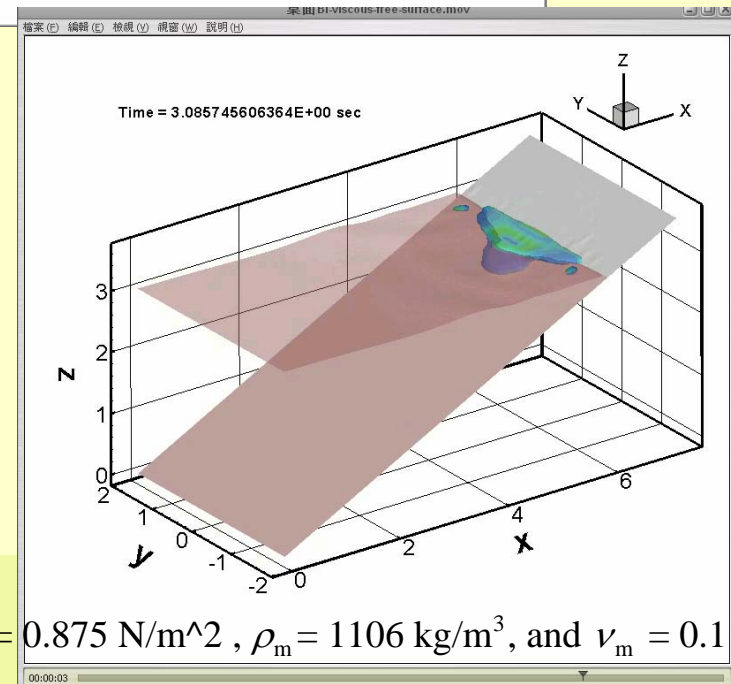 桌面 Bi-viscous-free-surface.mov
檔案(F) 編輯(E) 檢視(V) 視窗(W) 說明(H)
Time = 3.085745606364E+00 sec
Z
Y
X
3
2
1
0
z
2
1
0
-1
-2
y
0
2
4
6
x
= 0.875 N/m^2 , ρm = 1106 kg/m³, and νm = 0.1
00:00:03